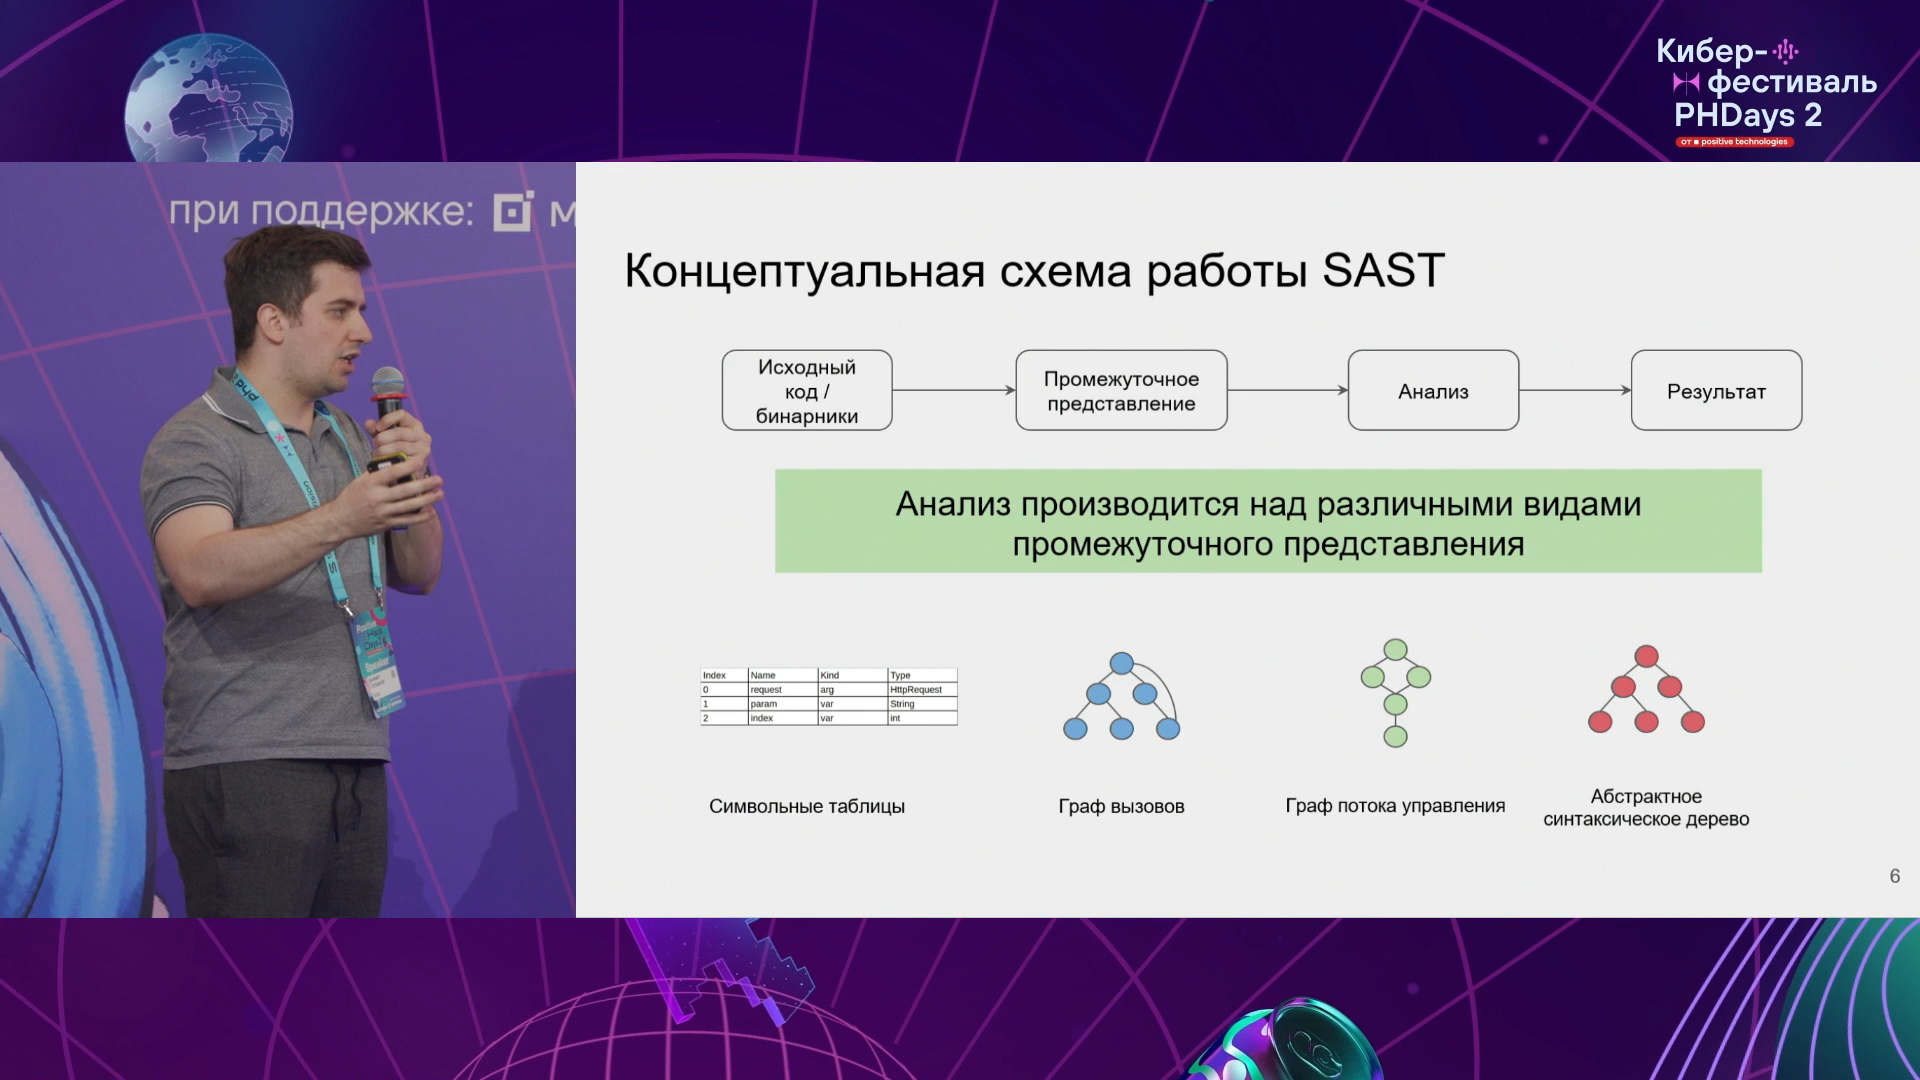 Кибер-
фестиваль
PHDays 2
от positive technologies
при поддержке:
Концептуальная схема работы SAST
Исходный
код /
бинарники
Промежуточное
представление
Анализ
Результат
Анализ производится над различными видами
промежуточного представления
Index Name Kind Type
0 request arg HttpRequest
1 param var String
2 index var int
Символьные таблицы
Граф вызовов
Граф потока управления
Абстрактное
синтаксическое дерево
6
Speaker